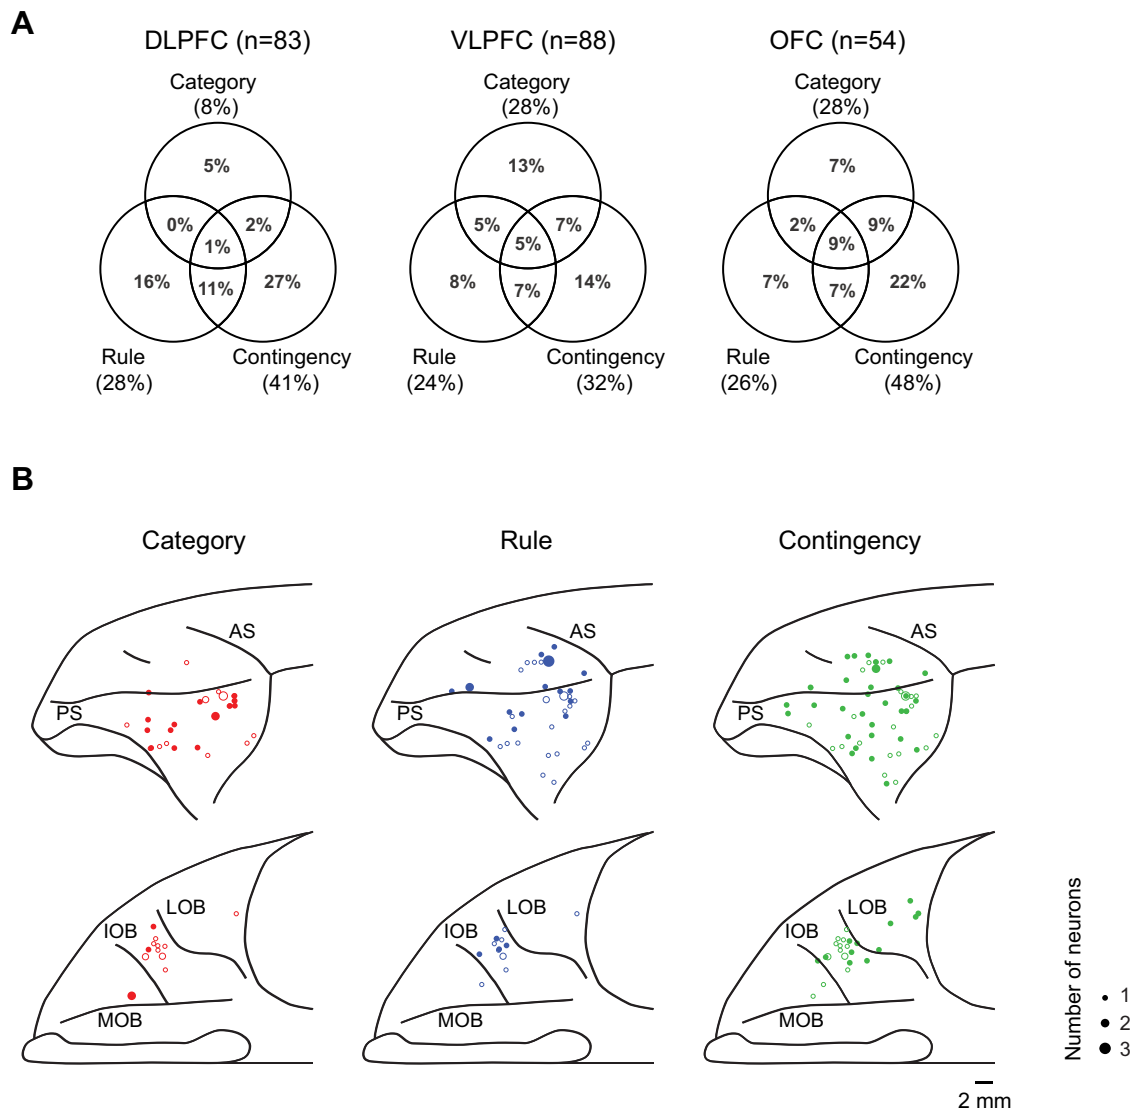 A
DLPFC (n=83)
Category
(8%)
5%
0%
2%
1%
16%
11%
27%
Rule
(28%)
Contingency
(41%)
VLPFC (n=88)
Category
(28%)
13%
5%
7%
5%
8%
7%
14%
Rule
(24%)
Contingency
(32%)
OFC (n=54)
Category
(28%)
7%
2%
9%
9%
7%
7%
22%
Rule
(26%)
Contingency
(48%)
B
Category
Rule
Contingency
AS
PS
AS
PS
AS
PS
LOB
IOB
MOB
LOB
IOB
MOB
LOB
IOB
MOB
Number of neurons
1
2
3
2 mm